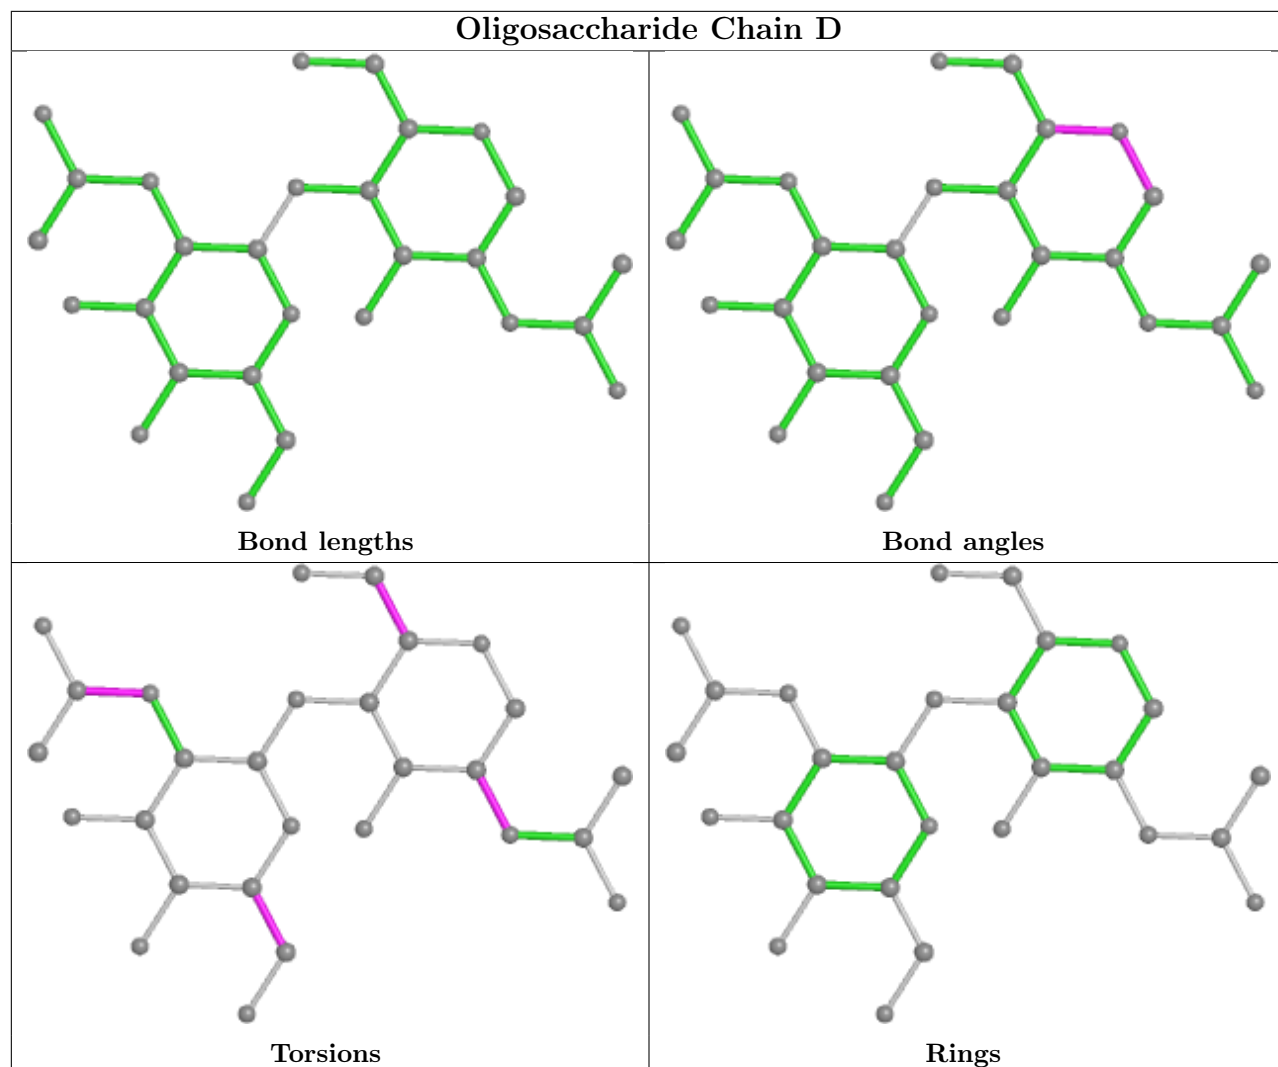 Oligosaccharide Chain D
Bond lengths
Bond angles
Torsions
Rings